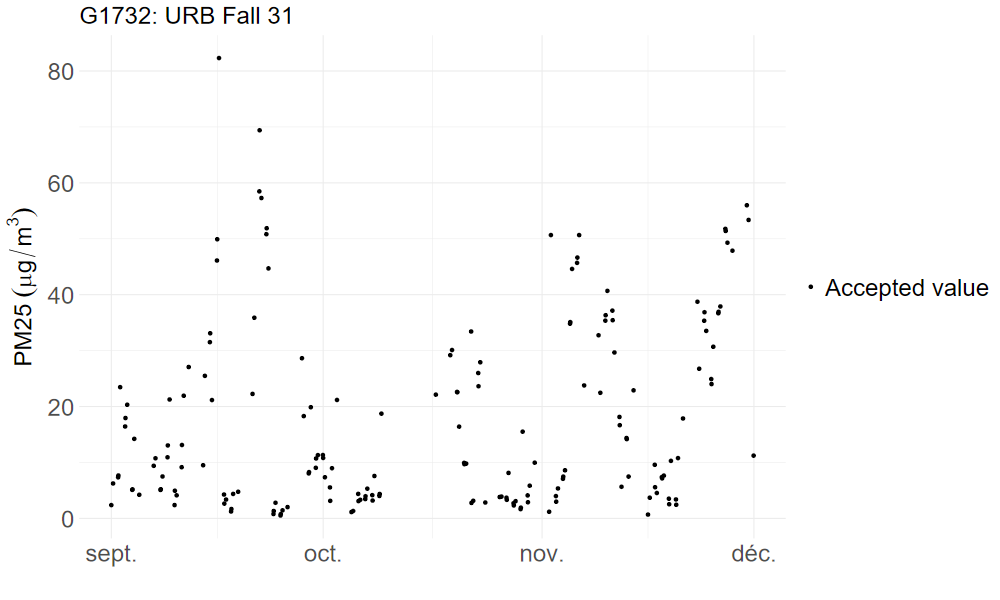 G1732: URB Fall 31
PM25 (μg/m³)
80
60
40
20
0
sept.
oct.
nov.
déc.
Accepted value